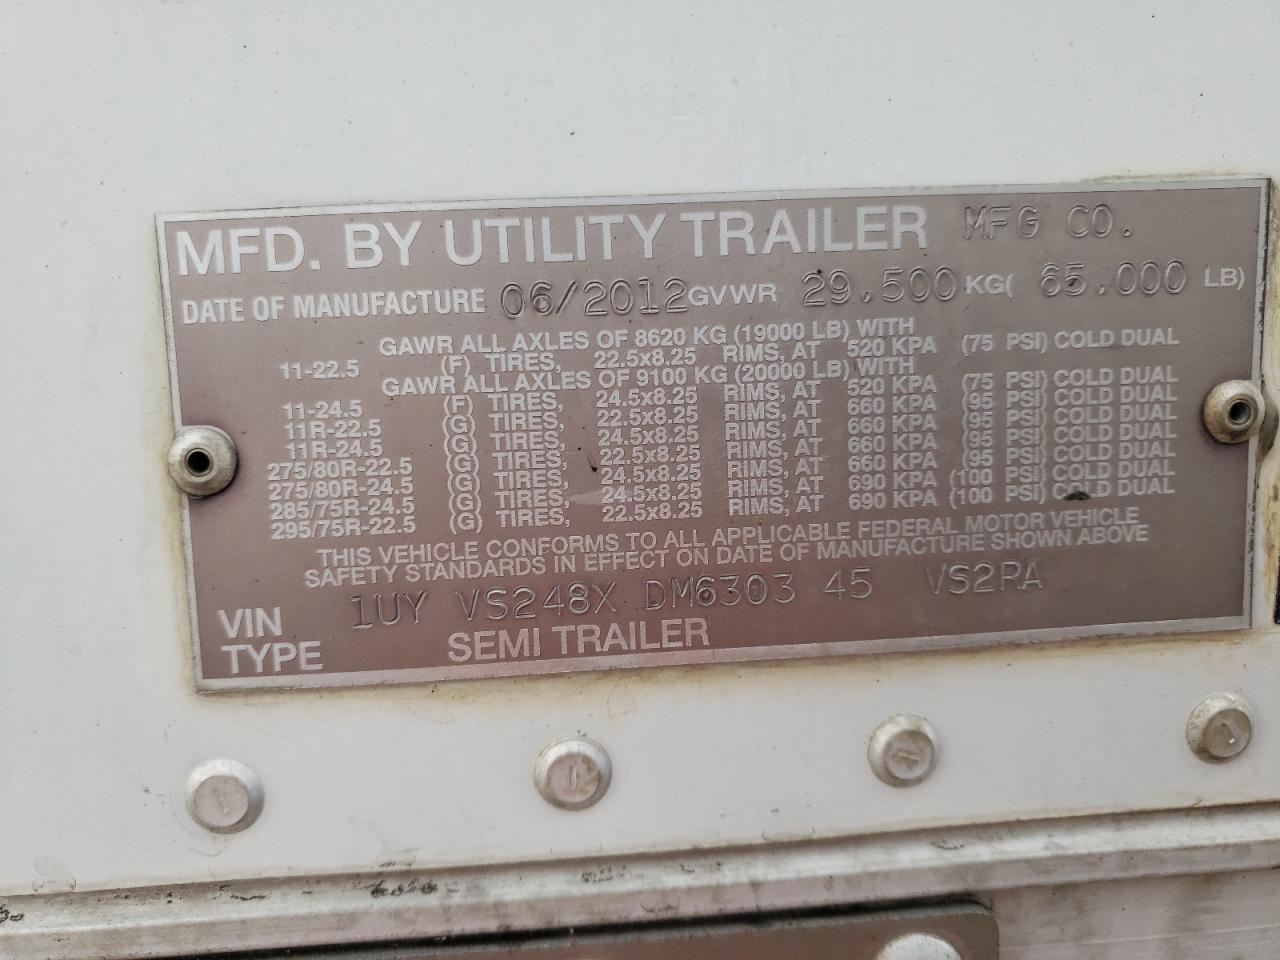 MFD. BY UTILITY TRAILER MFG CO.
DATE OF MANUFACTURE 06/2012 GVWR 29,500 KG( 65,000 LB)
GAWR ALL AXLES OF 8620 KG (19000 LB) WITH
11-22.5 (F) TIRES, 22.5x8.25 RIMS, AT 520 KPA (75 PSI) COLD DUAL
GAWR ALL AXLES OF 9100 KG (20000 LB) WITH
11-24.5 (F) TIRES, 24.5x8.25 RIMS, AT 520 KPA (75 PSI) COLD DUAL
11R-22.5 (G) TIRES, 22.5x8.25 RIMS, AT 660 KPA (95 PSI) COLD DUAL
11R-24.5 (G) TIRES, 24.5x8.25 RIMS, AT 660 KPA (95 PSI) COLD DUAL
275/80R-22.5 (G) TIRES, 22.5x8.25 RIMS, AT 660 KPA (95 PSI) COLD DUAL
275/80R-24.5 (G) TIRES, 24.5x8.25 RIMS, AT 660 KPA (95 PSI) COLD DUAL
285/75R-24.5 (G) TIRES, 24.5x8.25 RIMS, AT 690 KPA (100 PSI) COLD DUAL
295/75R-22.5 (G) TIRES, 22.5x8.25 RIMS, AT 690 KPA (100 PSI) COLD DUAL
THIS VEHICLE CONFORMS TO ALL APPLICABLE FEDERAL MOTOR VEHICLE
SAFETY STANDARDS IN EFFECT ON DATE OF MANUFACTURE SHOWN ABOVE
VIN 1UY VS248X DM6303 45 VS2RA
TYPE SEMI TRAILER